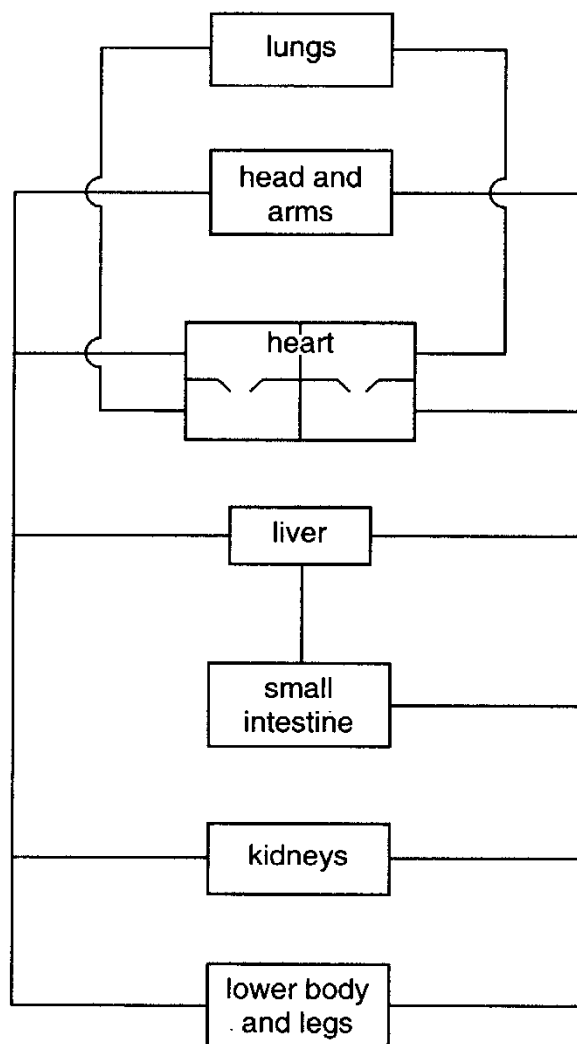 lungs
head and
arms
heart
liver
small
intestine
kidneys
lower body
and legs